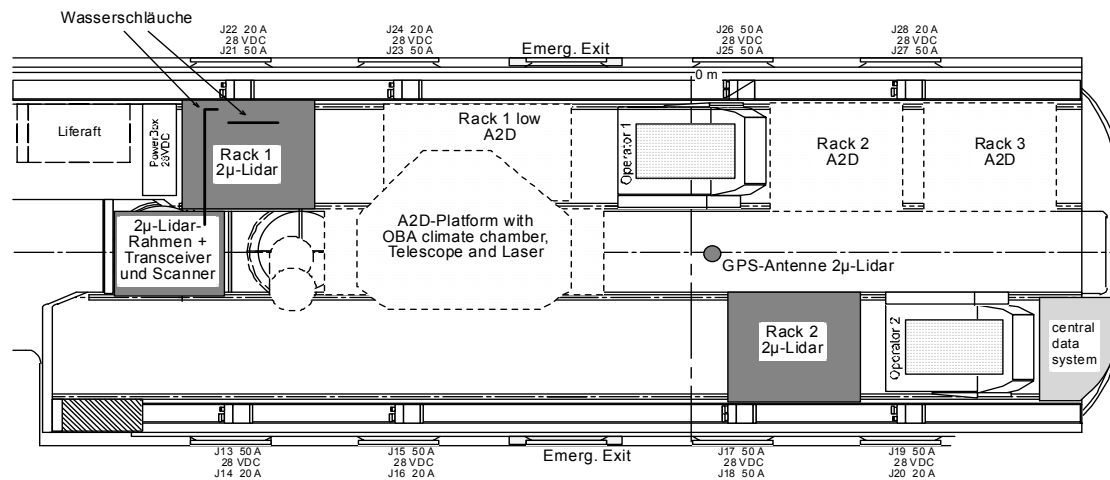 Wasserschläuche
J22 20 A
28 VDC
J21 50 A
J24 20 A
28 VDC
J23 50 A
Emerg. Exit
J26 50 A
28 VDC
J25 50 A
J28 20 A
28 VDC
J27 50 A
0 m
Liferaft
PowerBox
28VDC
Rack 1
2µ-Lidar
Rack 1 low
A2D
Operator 1
Rack 2
A2D
Rack 3
A2D
2µ-Lidar-
Rahmen +
Transceiver
und Scanner
A2D-Platform with
OBA climate chamber,
Telescope and Laser
GPS-Antenne 2µ-Lidar
Rack 2
2µ-Lidar
Operator 2
central
data
system
J13 50 A
28 VDC
J14 20 A
J15 50 A
28 VDC
J16 20 A
Emerg. Exit
J17 50 A
28 VDC
J18 50 A
J19 50 A
28 VDC
J20 20 A